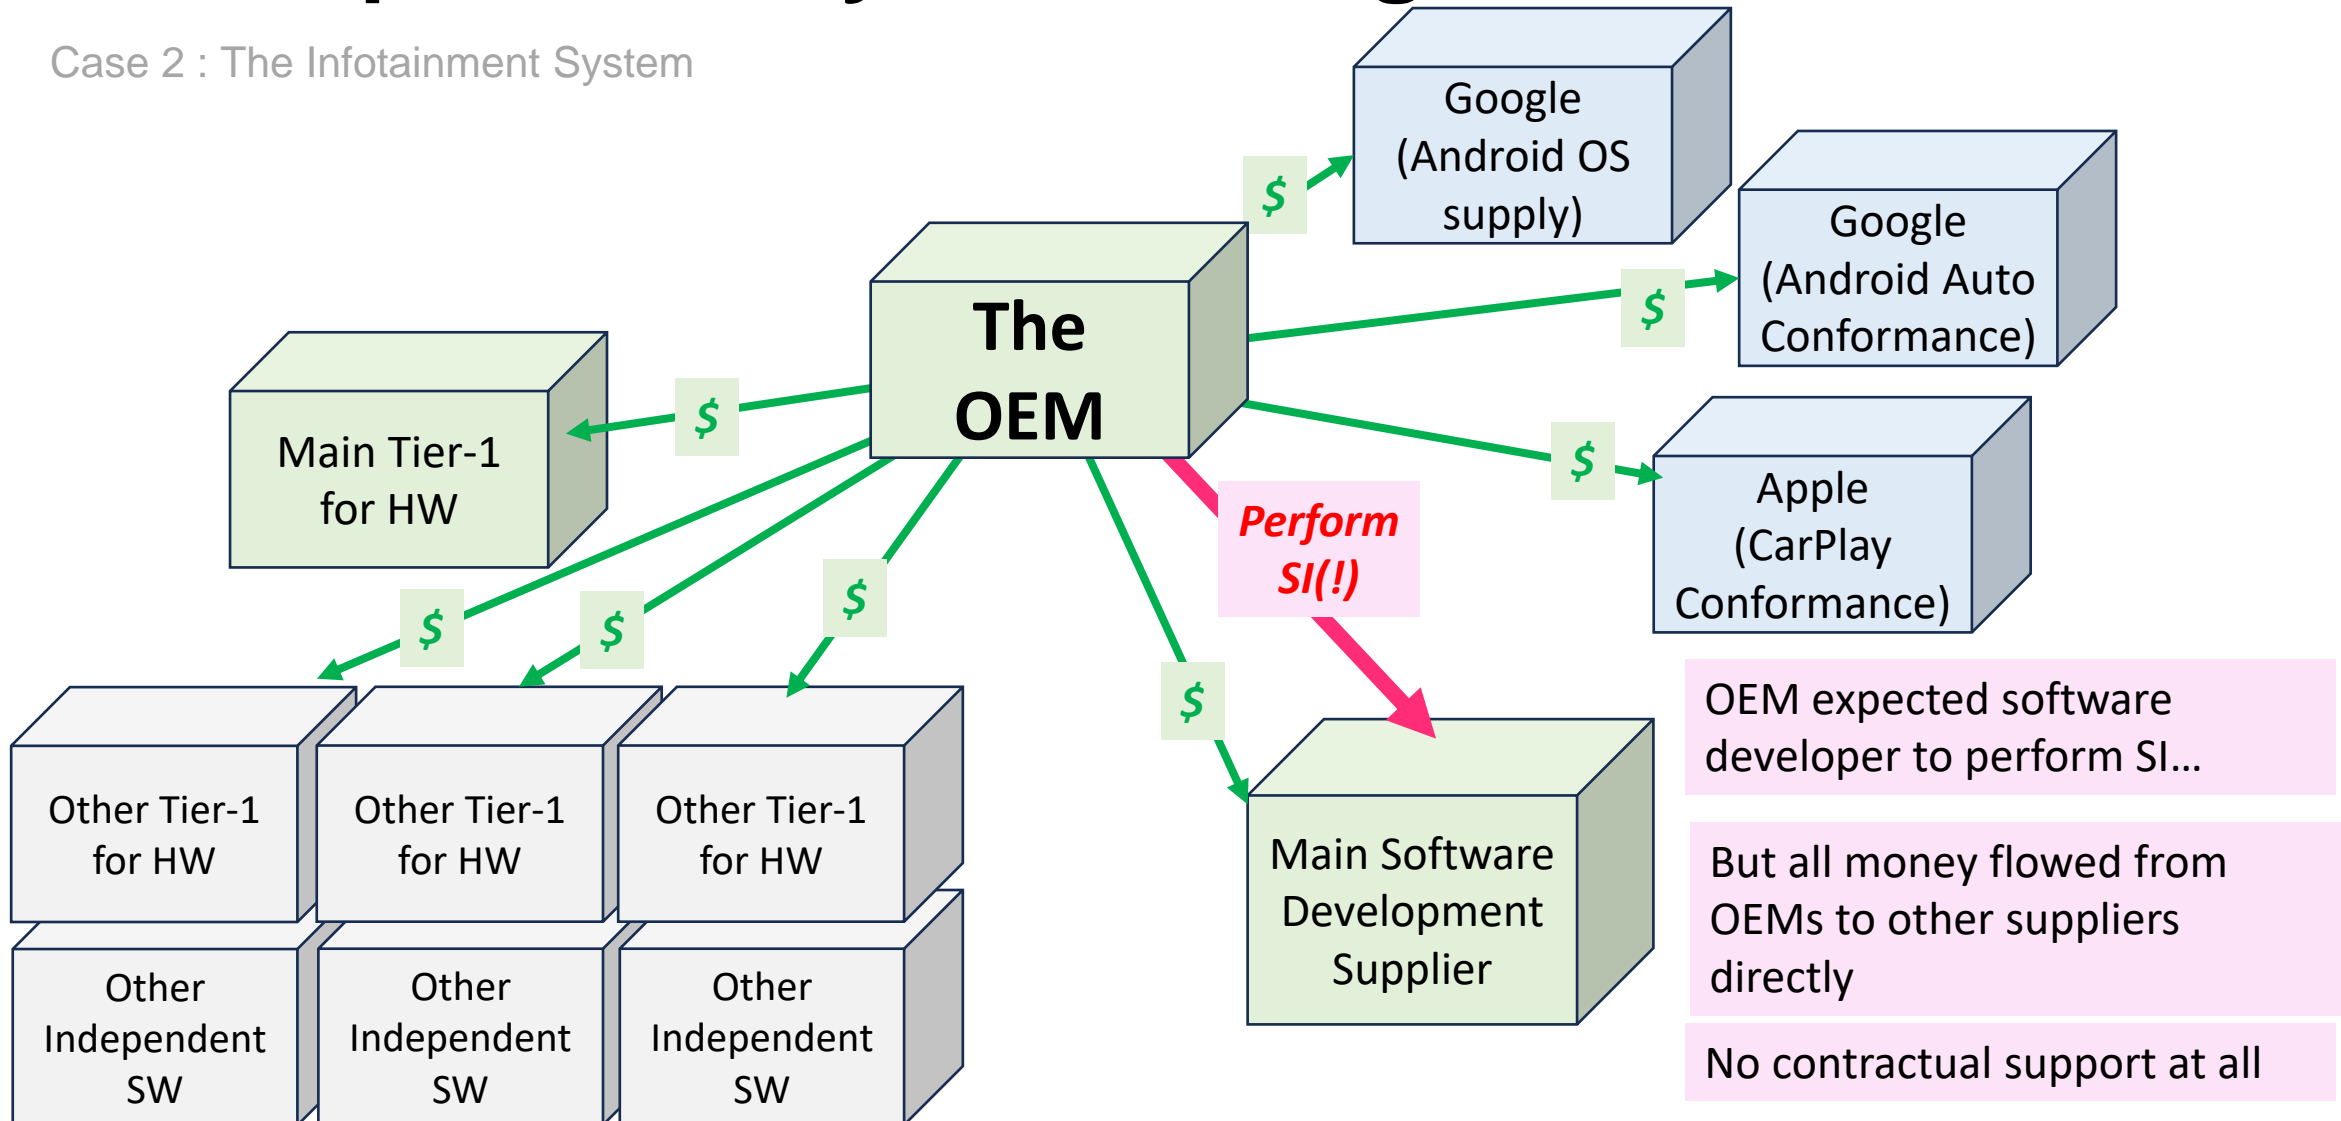 Case 2 : The Infotainment System
Google
(Android OS
supply)
$
Google
(Android Auto
Conformance)
$
The
OEM
Main Tier-1
for HW
$
$
Apple
(CarPlay
Conformance)
Perform
SI(!)
$
$
$
$
OEM expected software
developer to perform SI...
But all money flowed from
OEMs to other suppliers
directly
No contractual support at all
Other Tier-1
for HW
Other Tier-1
for HW
Other Tier-1
for HW
Main Software
Development
Supplier
Other
Independent
SW
Other
Independent
SW
Other
Independent
SW